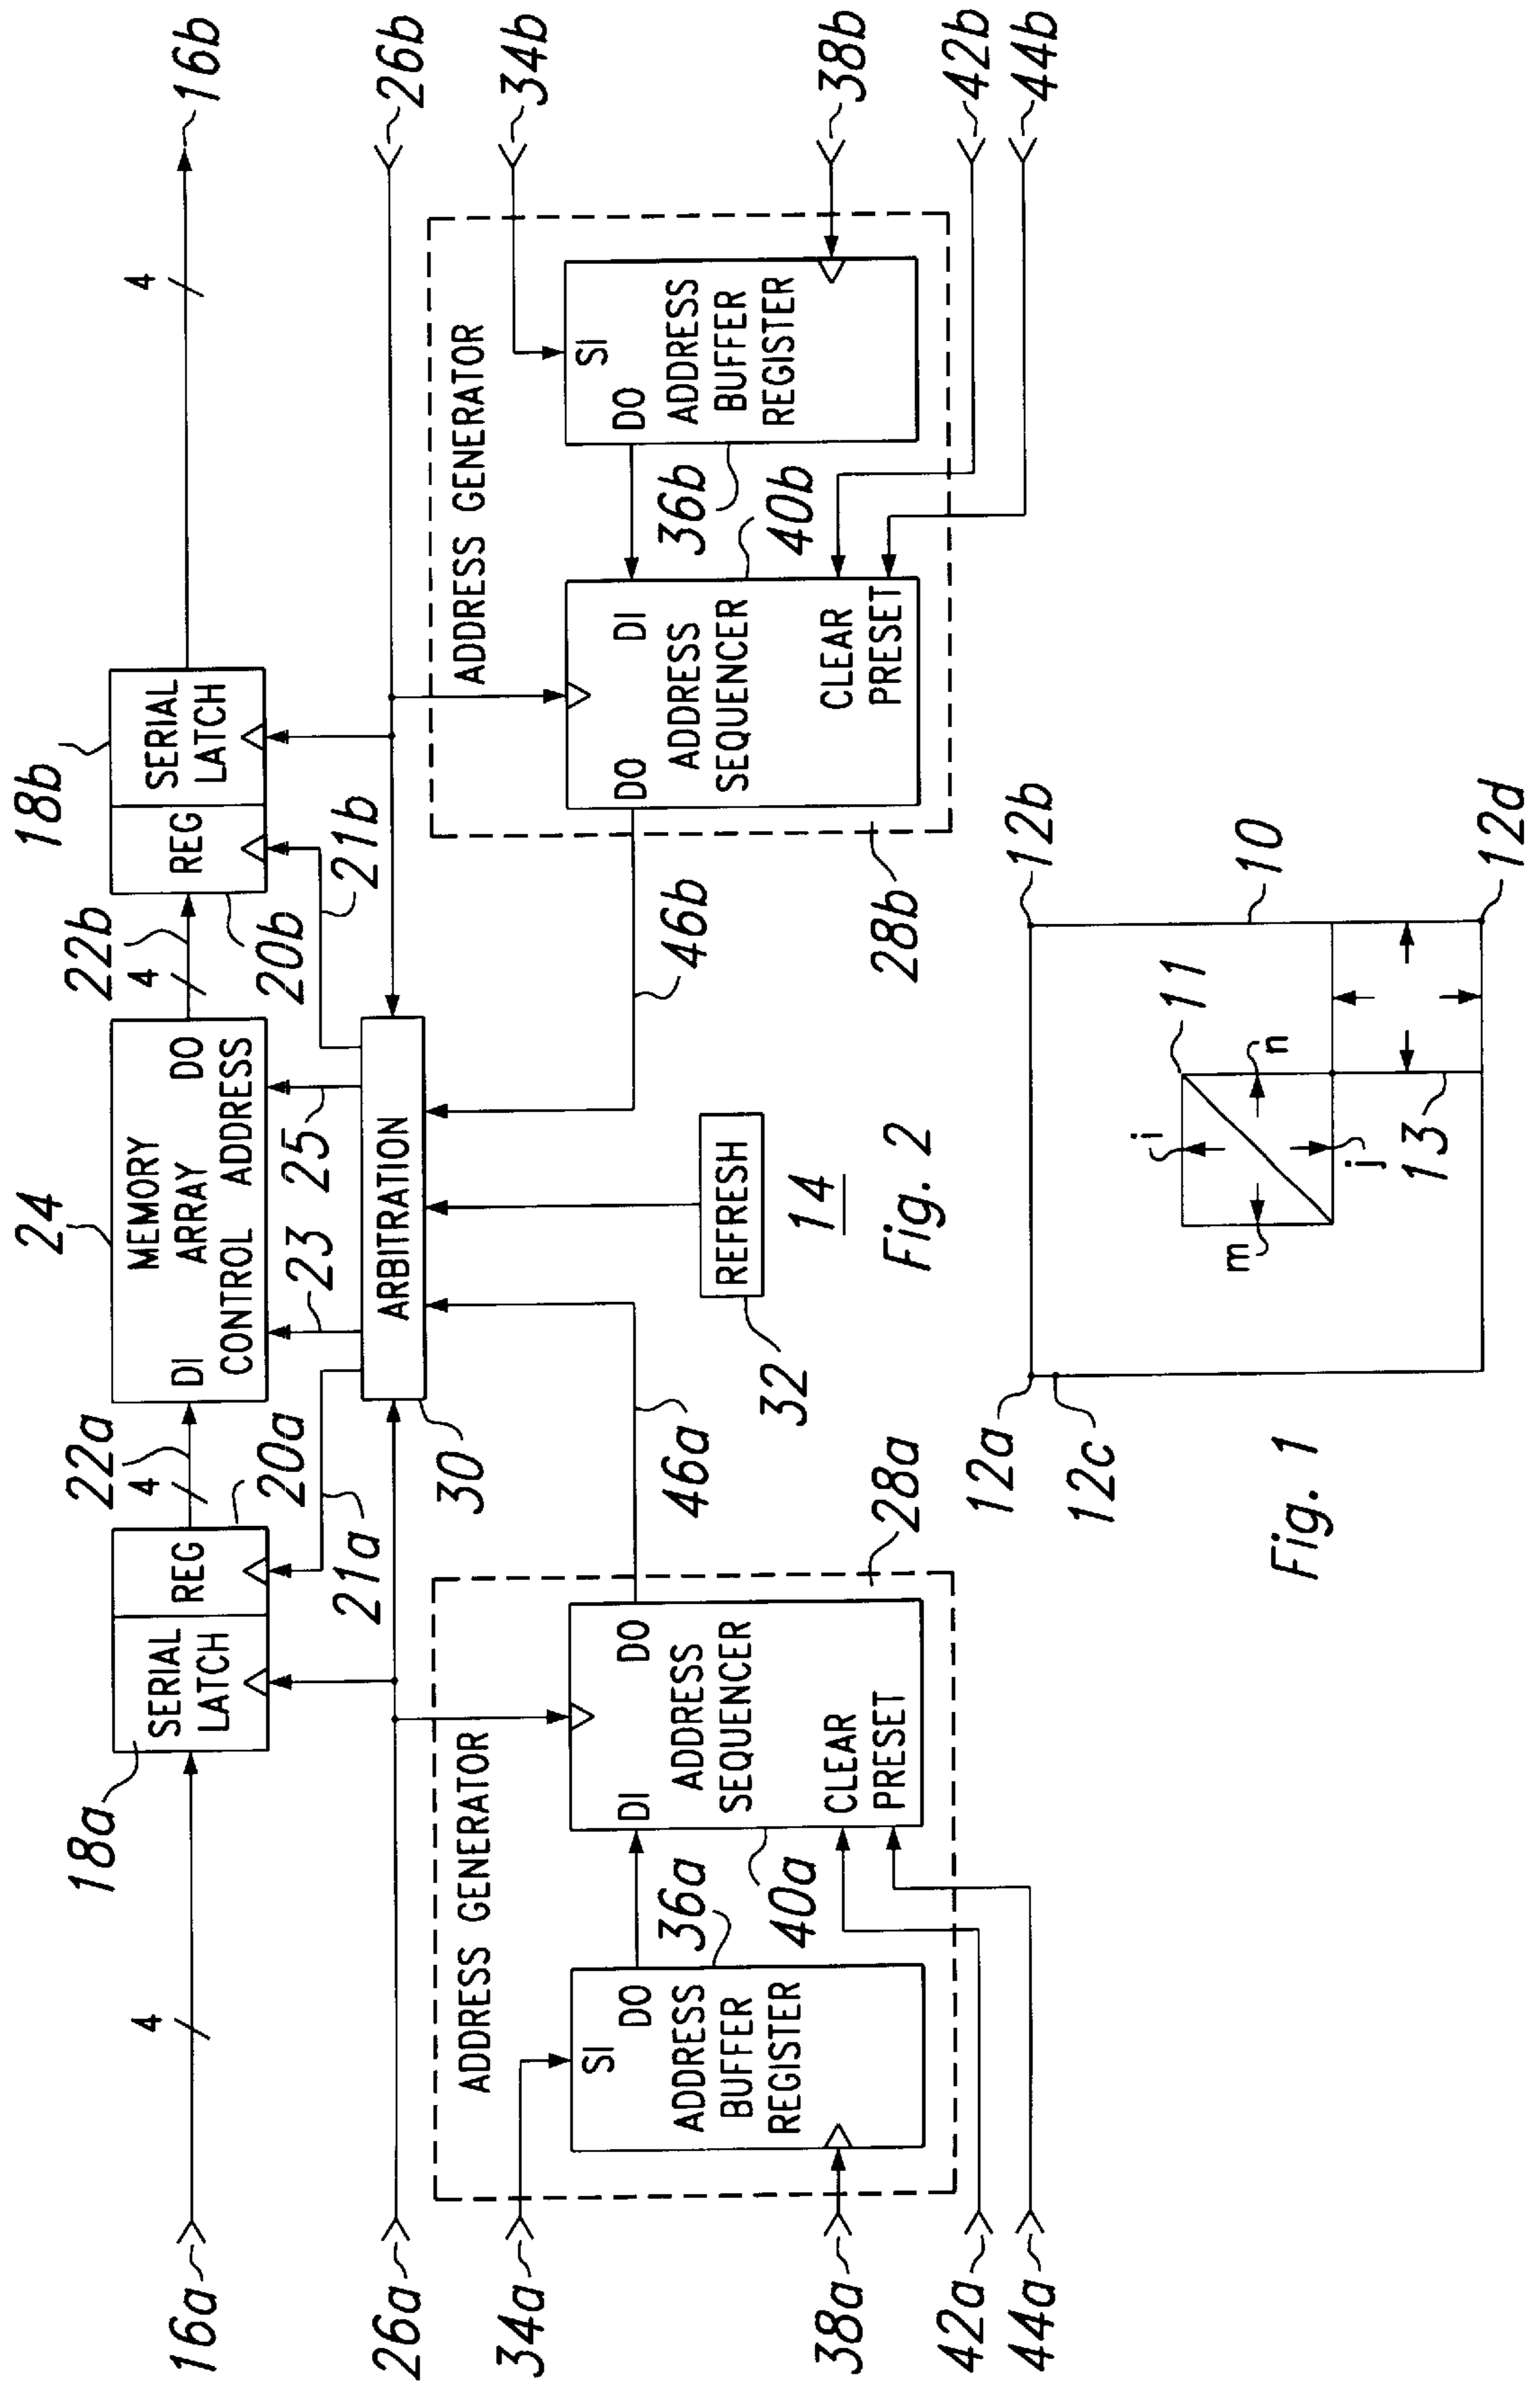 24
18a
22a
4
20a
SERIAL
LATCH
REG
DI
MEMORY
ARRAY
DO
CONTROL ADDRESS
22b
4
20b
18b
REG
SERIAL
LATCH
16a
4
4
16b
21a
23
25
21b
26a
26b
30
ARBITRATION
ADDRESS GENERATOR
ADDRESS GENERATOR
34a
SI
DO
ADDRESS
BUFFER
REGISTER
36a
DI
DO
ADDRESS
SEQUENCER
CLEAR
PRESET
40a
46a
46b
DO
DI
ADDRESS
SEQUENCER
CLEAR
PRESET
36b
40b
SI
DO
ADDRESS
BUFFER
REGISTER
34b
38a
38b
42a
44a
42b
44b
28a
28b
32
REFRESH
14
Fig. 2
12a
12b
12c
12d
10
11
13
i
j
m
n
Fig. 1